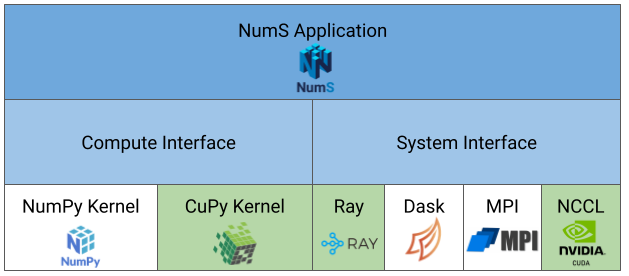 NumS Application
NumS
Compute Interface
System Interface
NumPy Kernel
CuPy Kernel
Ray
Dask
MPI
NCCL
NumPy
RAY
MPI
NVIDIA
CUDA